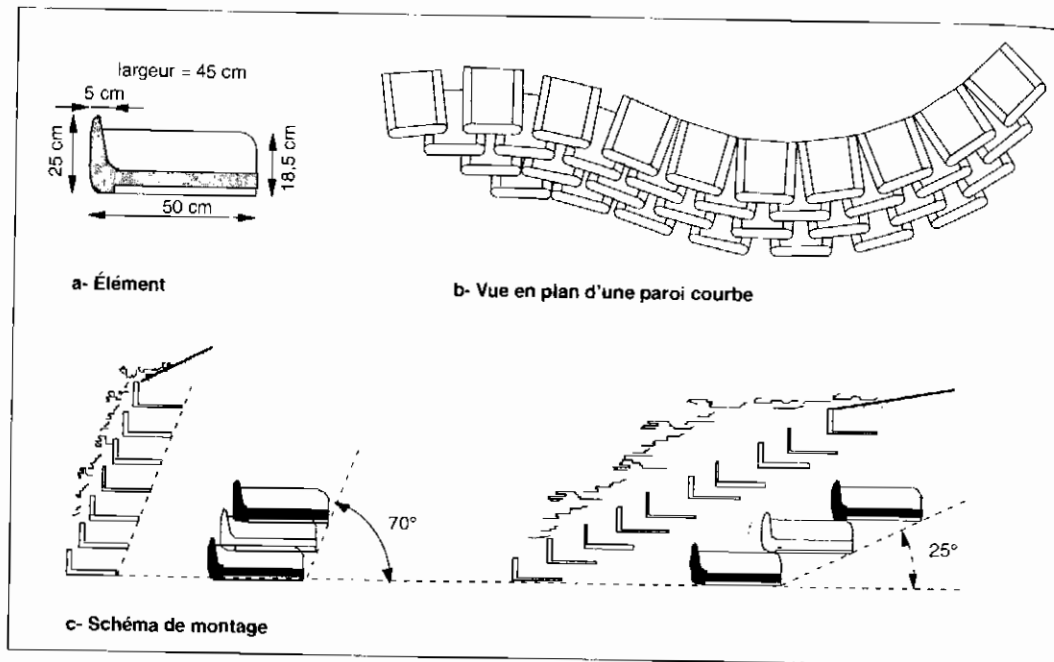 largeur = 45 cm
5 cm
25 cm
18,5 cm
50 cm
a- Élément
b- Vue en plan d'une paroi courbe
70°
25°
c- Schéma de montage